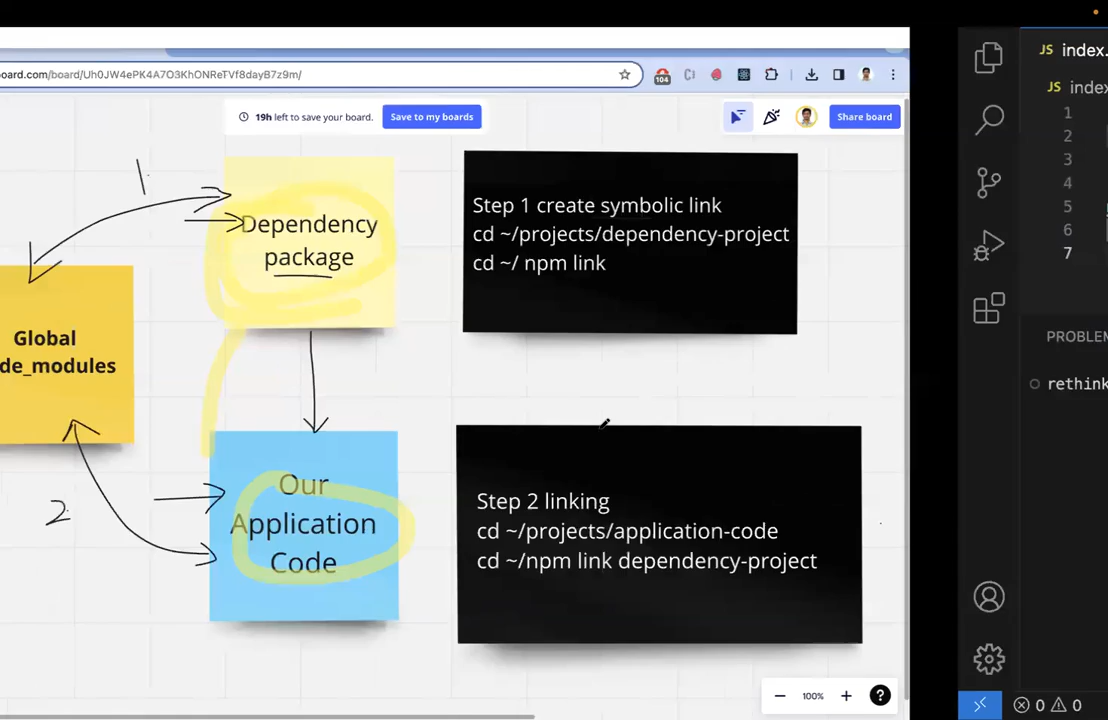 oard.com/board/Uh0JW4ePK4A7O3KhONReTVf8dayB7z9m/
104
19h left to save your board.
Save to my boards
Share board
1
Dependency
package
Global
de_modules
2
Our
Application
Code
Step 1 create symbolic link
cd ~/projects/dependency-project
cd ~/ npm link
Step 2 linking
cd ~/projects/application-code
cd ~/npm link dependency-project
100%
?
JS index.
JS index
1
2
3
4
5
6
7
PROBLEM
rethink
0 0